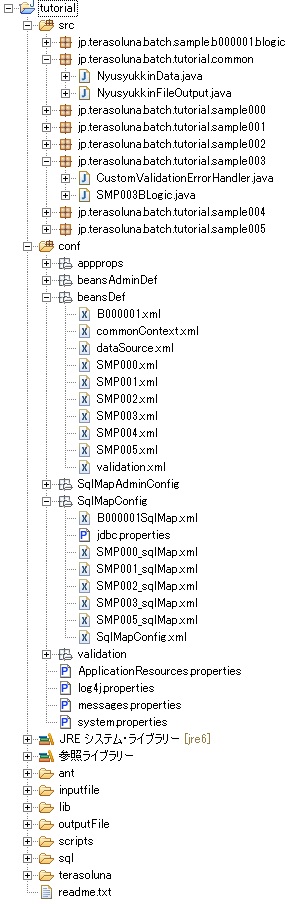 tutorial
src
jp.terasoluna.batch.sample.b000001.blogic
jp.terasoluna.batch.tutorial.common
NyusyukkinData.java
NyusyukkinFileOutput.java
jp.terasoluna.batch.tutorial.sample000
jp.terasoluna.batch.tutorial.sample001
jp.terasoluna.batch.tutorial.sample002
jp.terasoluna.batch.tutorial.sample003
CustomValidationErrorHandler.java
SMP003BLogic.java
jp.terasoluna.batch.tutorial.sample004
jp.terasoluna.batch.tutorial.sample005
conf
appprops
beansAdminDef
beansDef
B000001.xml
commonContext.xml
dataSource.xml
SMP000.xml
SMP001.xml
SMP002.xml
SMP003.xml
SMP004.xml
SMP005.xml
validation.xml
SqlMapAdminConfig
SqlMapConfig
B000001SqlMap.xml
jdbc.properties
SMP000_sqlMap.xml
SMP001_sqlMap.xml
SMP002_sqlMap.xml
SMP003_sqlMap.xml
SMP005_sqlMap.xml
SqlMapConfig.xml
validation
ApplicationResources.properties
log4j.properties
messages.properties
system.properties
JRE システム・ライブラリー [jre6]
参照ライブラリー
ant
inputfile
lib
outputFile
scripts
sql
terasoluna
readme.txt